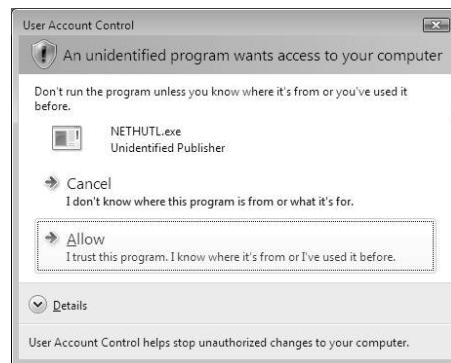 User Account Control
An unidentified program wants access to your computer
Don't run the program unless you know where it's from or you've used it
before.
NETHUTL.exe
Unidentified Publisher
Cancel
I don't know where this program is from or what it's for.
Allow
I trust this program. I know where it's from or I've used it before.
Details
User Account Control helps stop unauthorized changes to your computer.